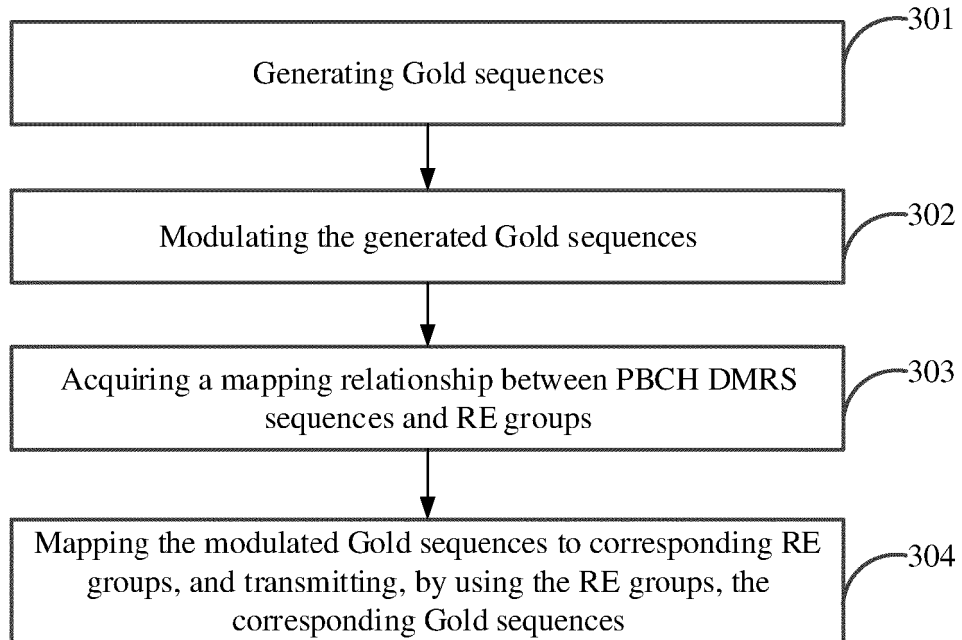 301
Generating Gold sequences
302
Modulating the generated Gold sequences
303
Acquiring a mapping relationship between PBCH DMRS
sequences and RE groups
304
Mapping the modulated Gold sequences to corresponding RE
groups, and transmitting, by using the RE groups, the
corresponding Gold sequences